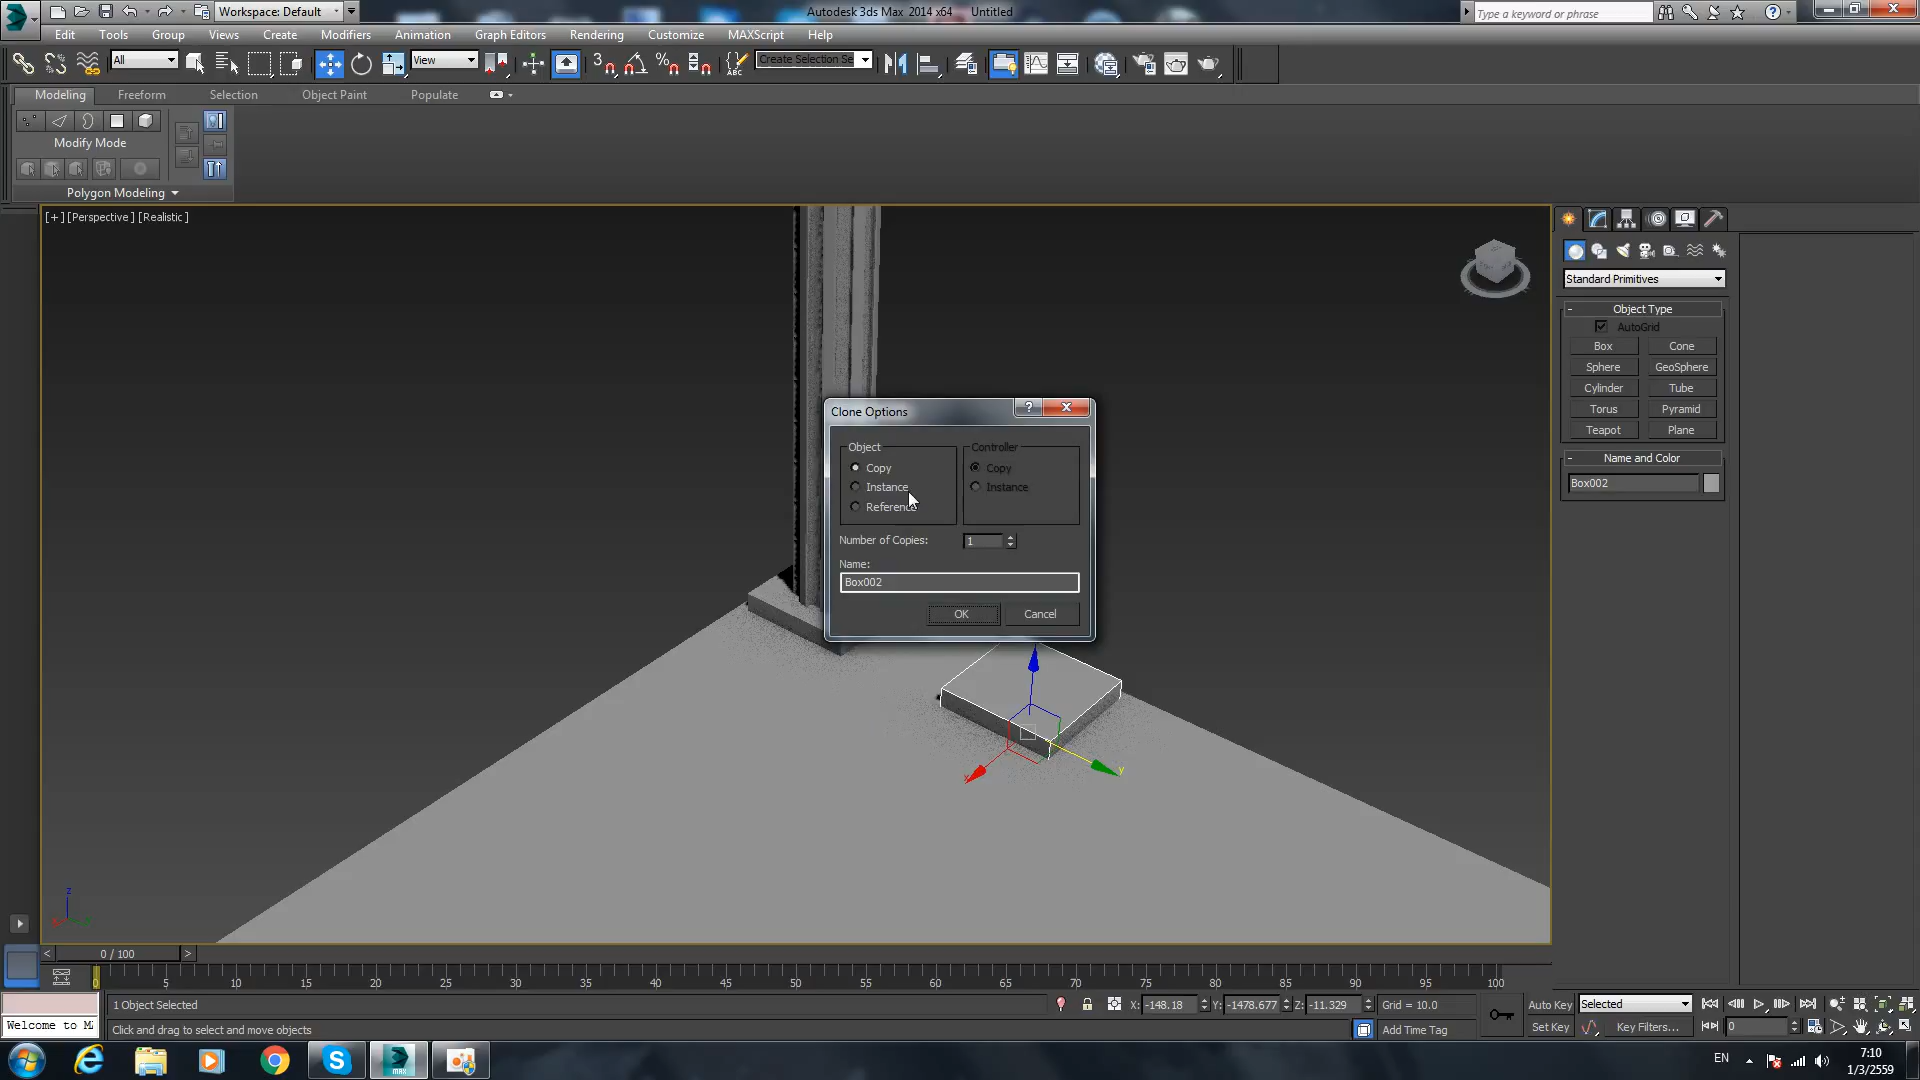 Workspace: Default
Autodesk 3ds Max 2014 x64 Untitled
Type a keyword or phrase
Edit Tools Group Views Create Modifiers Animation Graph Editors Rendering Customize MAXScript Help
All
View
Create Selection Se
Modeling Freeform Selection Object Paint Populate
Modify Mode
Polygon Modeling
[+] [Perspective] [Realistic]
Standard Primitives
- Object Type
AutoGrid
Box Cone
Sphere GeoSphere
Cylinder Tube
Torus Pyramid
Teapot Plane
- Name and Color
Box002
Clone Options
Object Controller
Copy Copy
Instance Instance
Reference
Number of Copies: 1
Name:
Box002
OK Cancel
z
x
y
z
< 0 / 100 >
0 5 10 15 20 25 30 35 40 45 50 55 60 65 70 75 80 85 90 95 100
1 Object Selected
X: -148.18 Y: -1478.677 Z: -11.329 Grid = 10.0
Auto Key Selected
Welcome to MA
Click and drag to select and move objects
Add Time Tag
Set Key Key Filters...
0
EN
7:10
1/3/2559